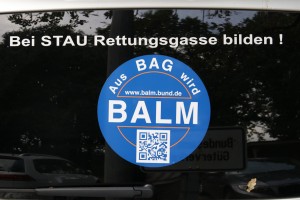 Bei STAU Rettungsgasse bilden !
Aus BAG wird
www.balm.bund.de
BALM